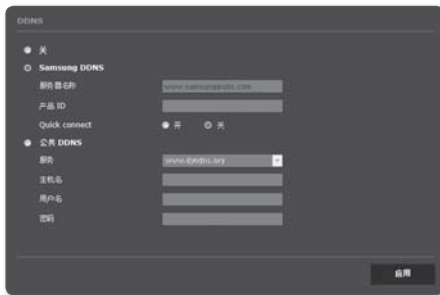 DDNS
关
Samsung DDNS
服务器名称 www.samsungipolis.com
产品 ID
Quick connect 开 关
公共 DDNS
服务 www.dyndns.org
主机名
用户名
密码
应用